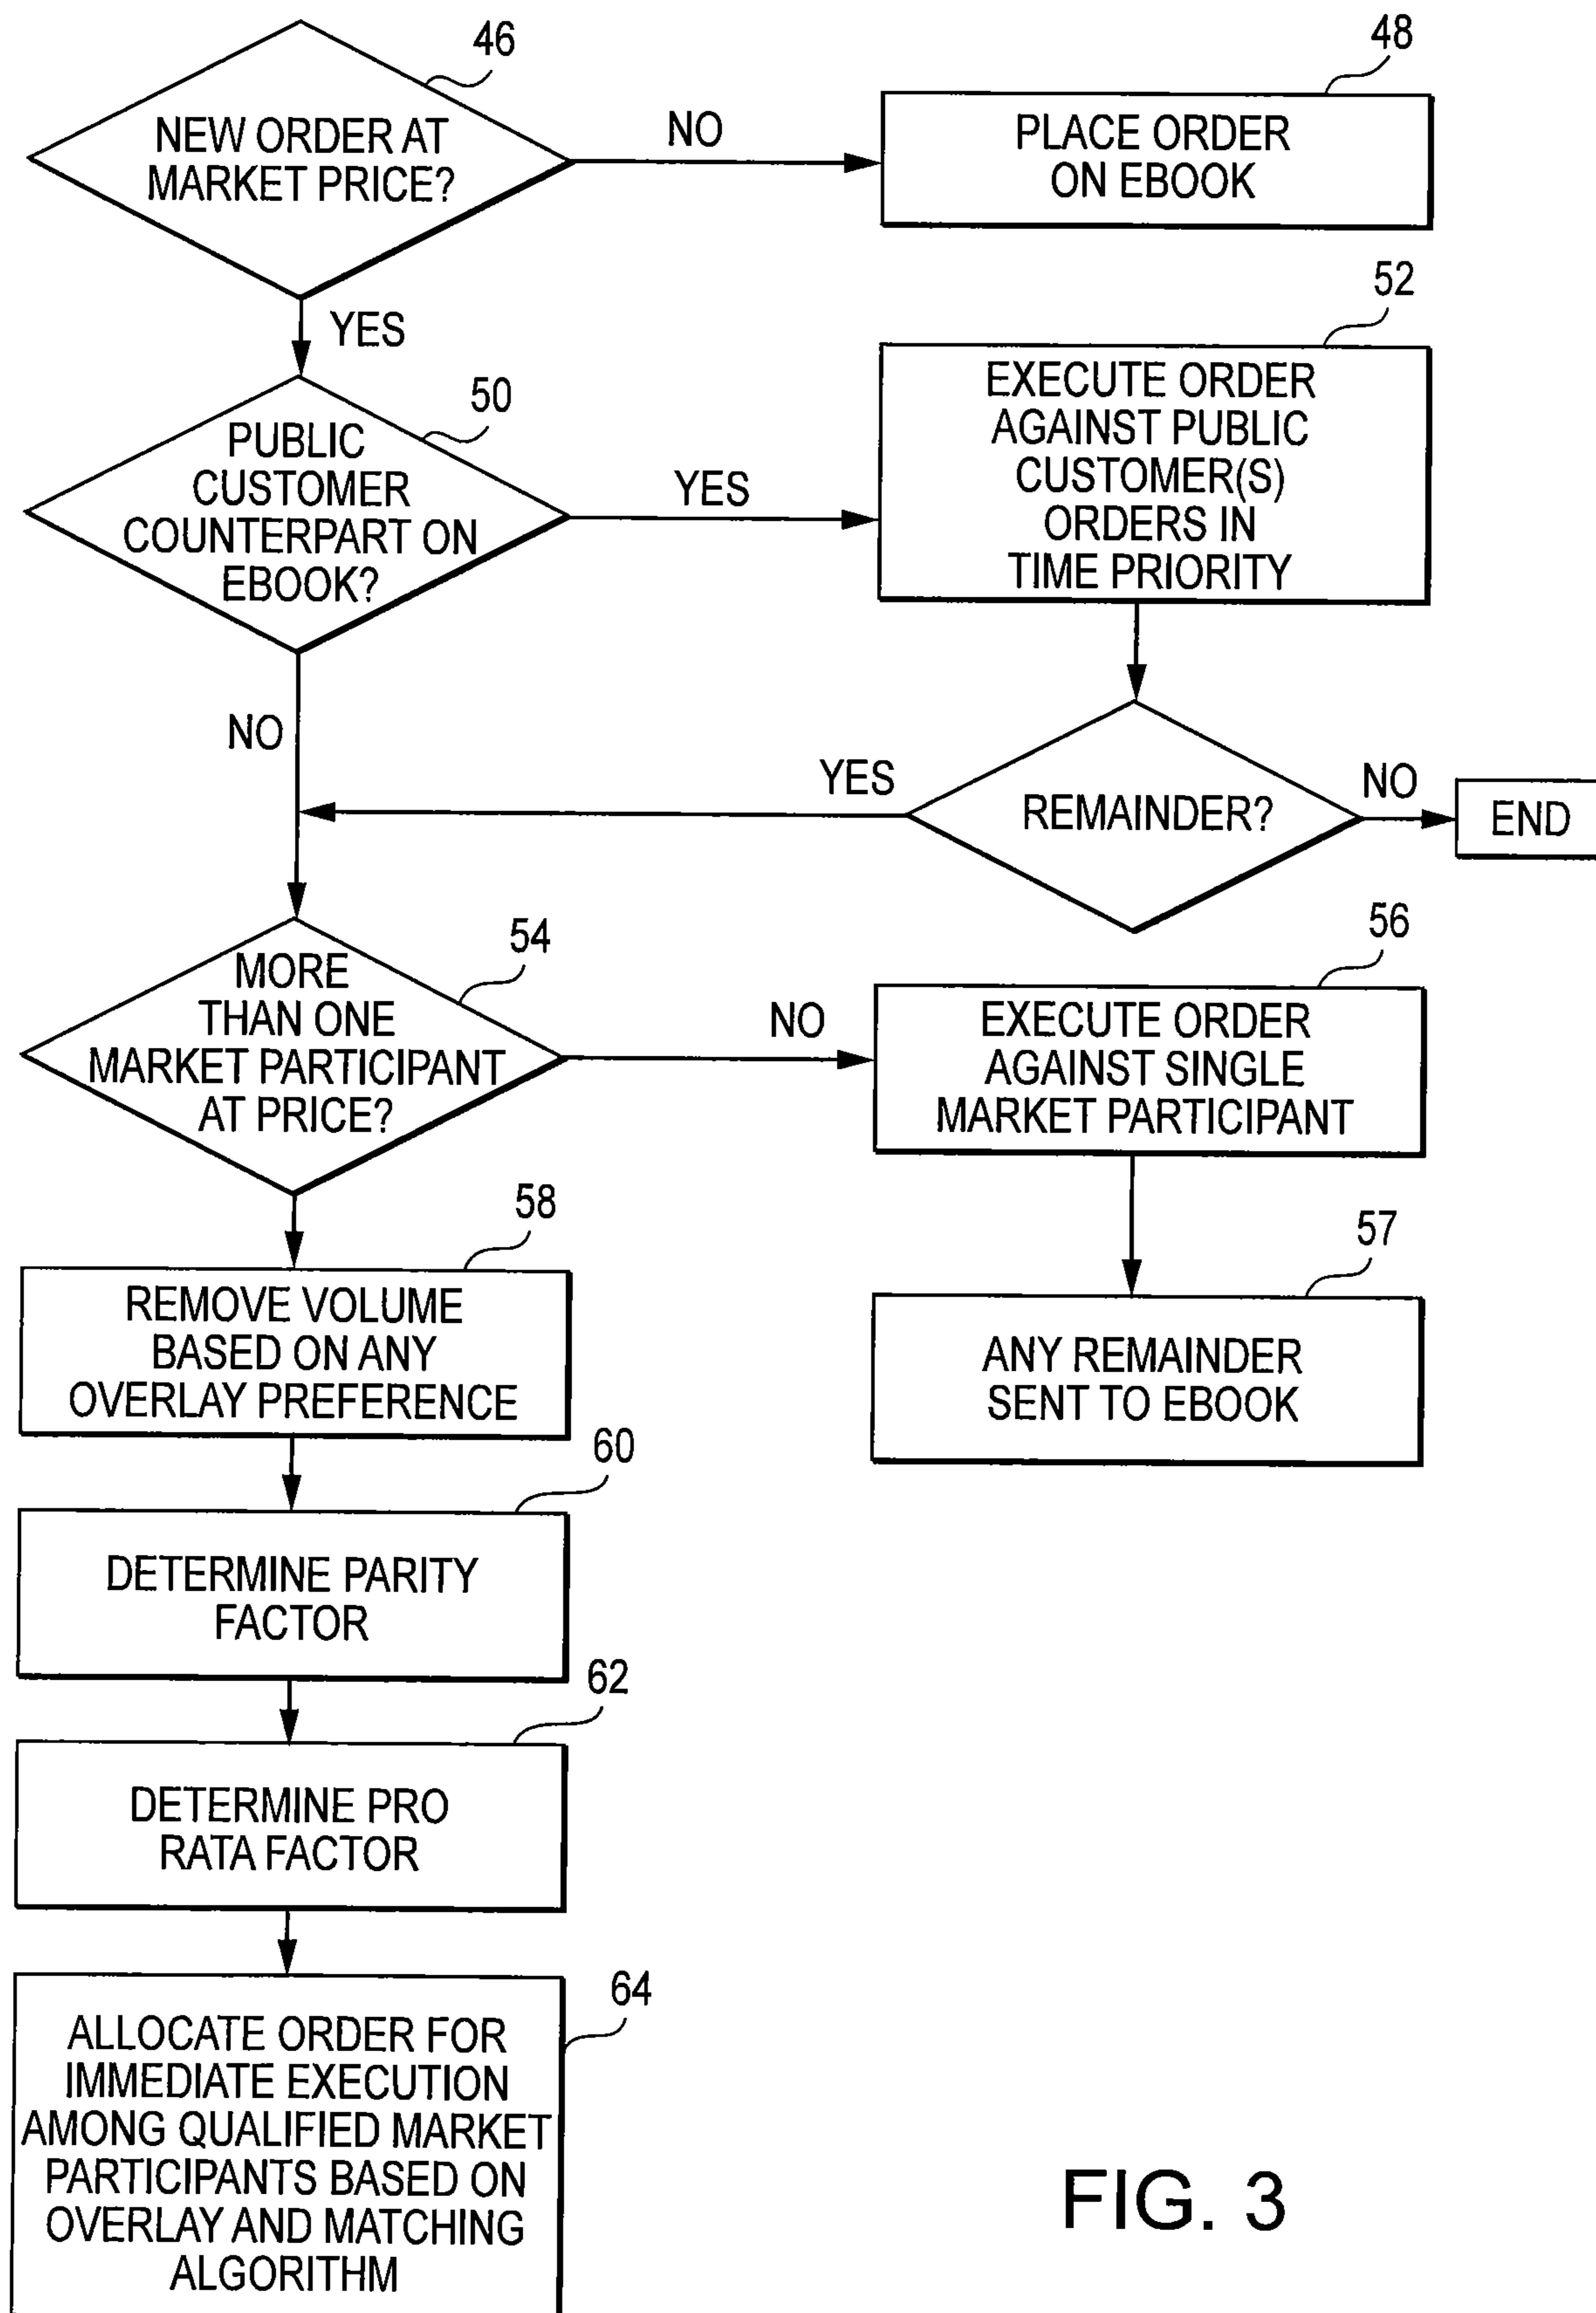 46
NEW ORDER AT
MARKET PRICE?
NO
48
PLACE ORDER
ON EBOOK
YES
50
PUBLIC
CUSTOMER
COUNTERPART ON
EBOOK?
YES
52
EXECUTE ORDER
AGAINST PUBLIC
CUSTOMER(S)
ORDERS IN
TIME PRIORITY
NO
YES
REMAINDER?
NO
END
54
MORE
THAN ONE
MARKET PARTICIPANT
AT PRICE?
NO
56
EXECUTE ORDER
AGAINST SINGLE
MARKET PARTICIPANT
57
ANY REMAINDER
SENT TO EBOOK
58
REMOVE VOLUME
BASED ON ANY
OVERLAY PREFERENCE
60
DETERMINE PARITY
FACTOR
62
DETERMINE PRO
RATA FACTOR
64
ALLOCATE ORDER FOR
IMMEDIATE EXECUTION
AMONG QUALIFIED MARKET
PARTICIPANTS BASED ON
OVERLAY AND MATCHING
ALGORITHM
FIG. 3